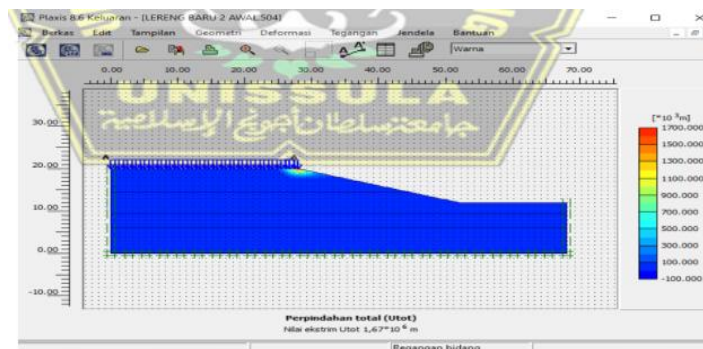 Plaxis 8.6 Keluaran - [LERENG BARU 2 AWAL.S04]
Berkas Edit Tampilan Geometri Deformasi Tegangan Jendela Bantuan
Warna
0.00 10.00 20.00 30.00 40.00 50.00 60.00 70.00
UNISSULA
جامعتسلطان أجونج الإسلامية
[*10 3m]
30.00
20.00
10.00
0.00
-10.00
A
1700.000
1500.000
1300.000
1100.000
900.000
700.000
500.000
300.000
100.000
-100.000
Perpindahan total (Utot)
Nilai ekstrim Utot 1,67*10 6 m
Regangan bidang